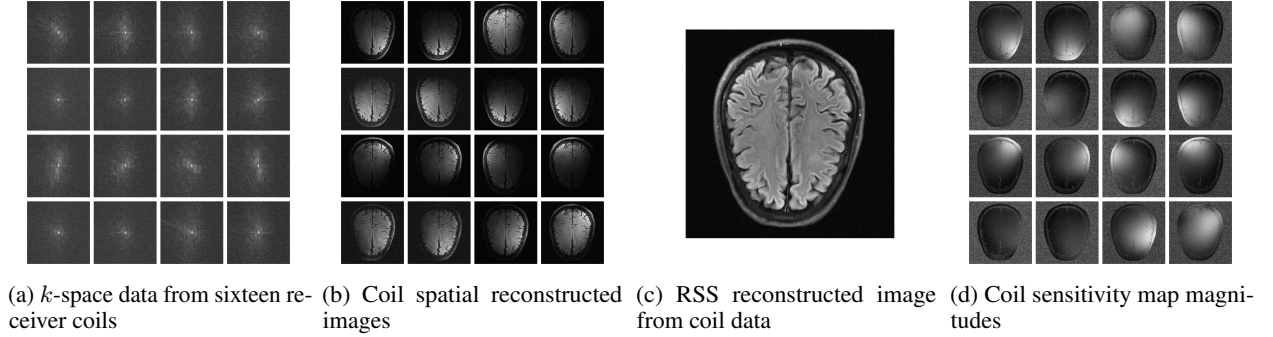 (a) k-space data from sixteen re-
ceiver coils
(b) Coil spatial reconstructed
images
(c) RSS reconstructed image
from coil data
(d) Coil sensitivity map magni-
tudes